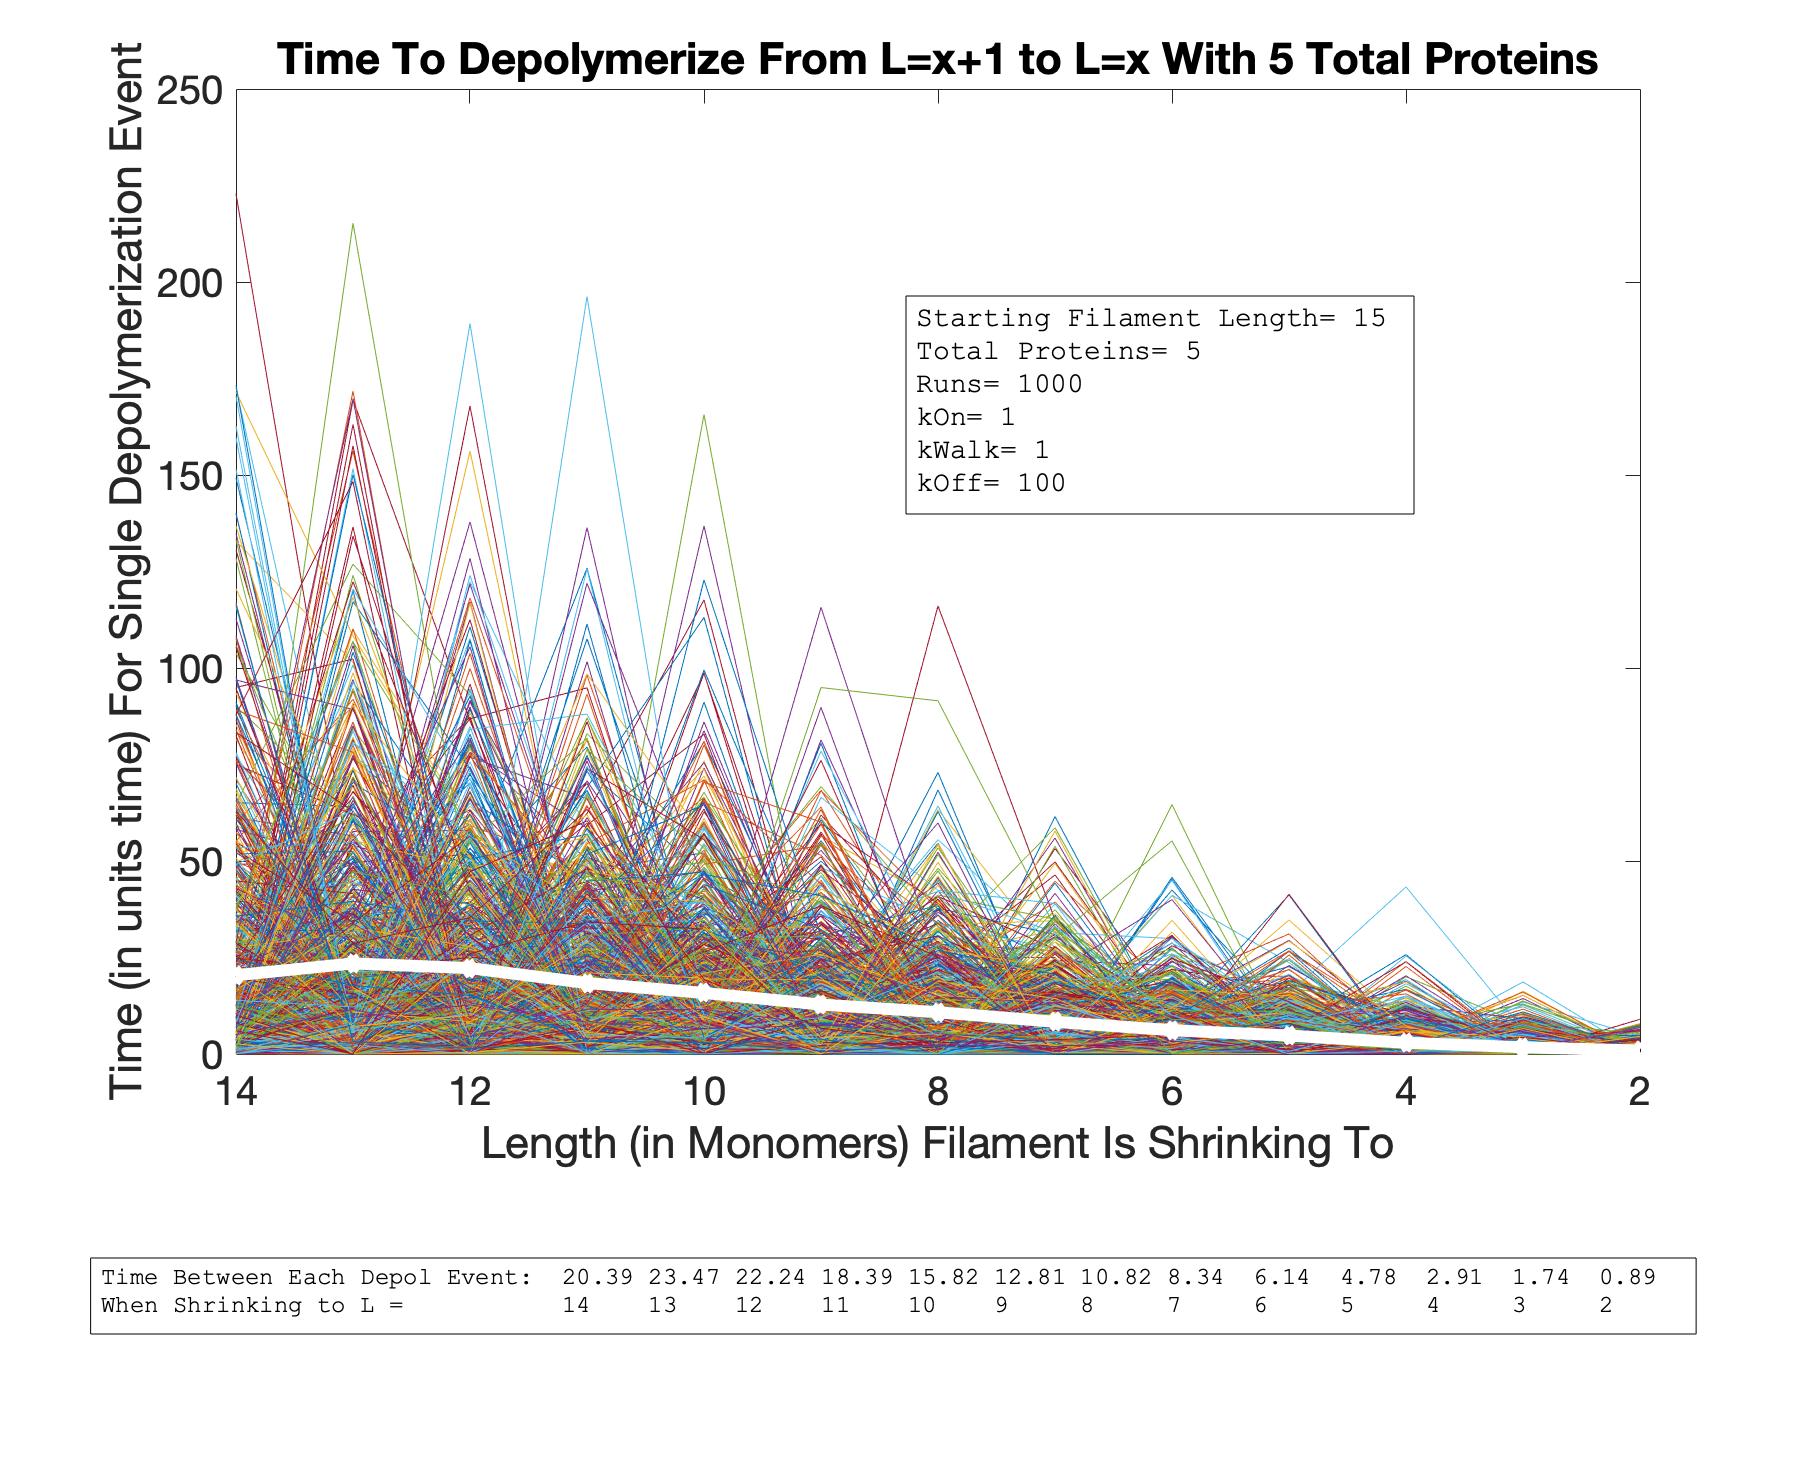 Time To Depolymerize From L=x+1 to L=x With 5 Total Proteins
Time (in units time) For Single Depolymerization Event
250
200
150
100
50
0
Starting Filament Length= 15
Total Proteins= 5
Runs= 1000
kOn= 1
kWalk= 1
kOff= 100
14 12 10 8 6 4 2
Length (in Monomers) Filament Is Shrinking To
Time Between Each Depol Event: 20.39 23.47 22.24 18.39 15.82 12.81 10.82 8.34 6.14 4.78 2.91 1.74 0.89
When Shrinking to L = 14 13 12 11 10 9 8 7 6 5 4 3 2